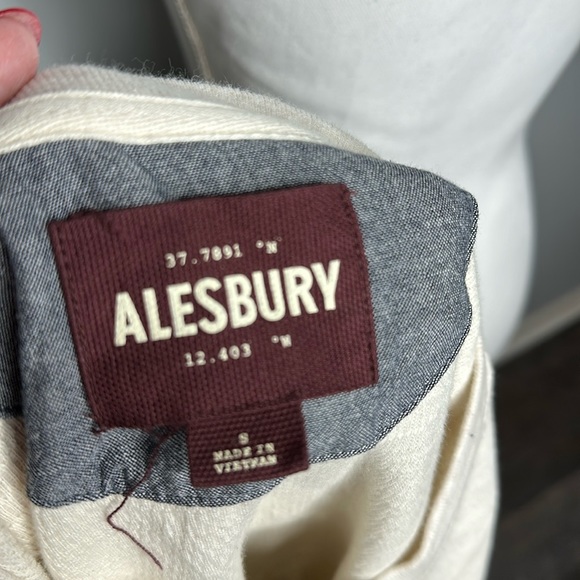 37.7891 °N
ALESBURY
12.403 °W
S
MADE IN
VIETNAM